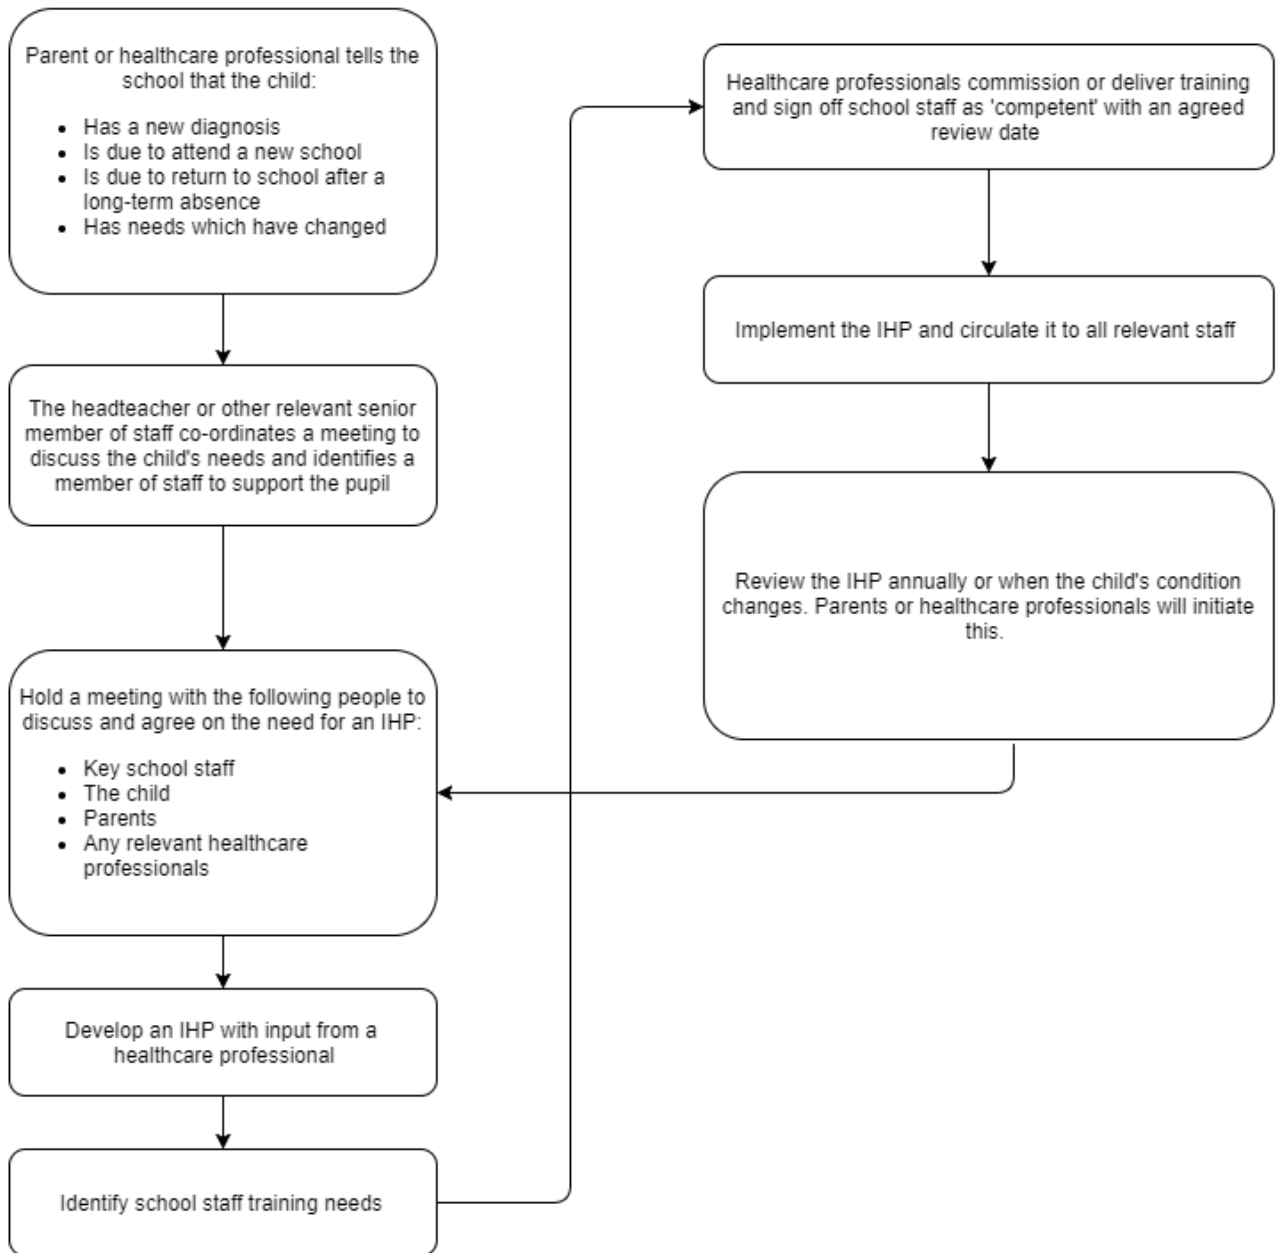 Parent or healthcare professional tells the
school that the child:
• Has a new diagnosis
• Is due to attend a new school
• Is due to return to school after a
long-term absence
• Has needs which have changed
The headteacher or other relevant senior
member of staff co-ordinates a meeting to
discuss the child's needs and identifies a
member of staff to support the pupil
Hold a meeting with the following people to
discuss and agree on the need for an IHP:
• Key school staff
• The child
• Parents
• Any relevant healthcare
professionals
Develop an IHP with input from a
healthcare professional
Identify school staff training needs
Healthcare professionals commission or deliver training
and sign off school staff as 'competent' with an agreed
review date
Implement the IHP and circulate it to all relevant staff
Review the IHP annually or when the child's condition
changes. Parents or healthcare professionals will initiate
this.